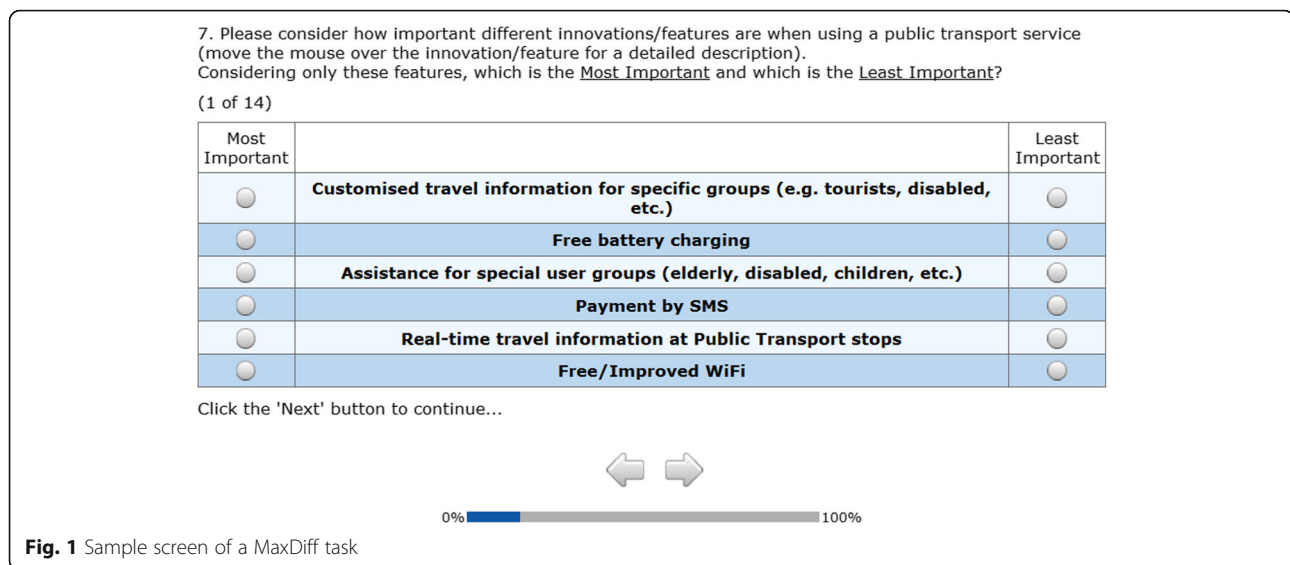 7. Please consider how important different innovations/features are when using a public transport service
(move the mouse over the innovation/feature for a detailed description).
Considering only these features, which is the Most Important and which is the Least Important?
(1 of 14)
Most
Important
Least
Important
Customised travel information for specific groups (e.g. tourists, disabled,
etc.)
Free battery charging
Assistance for special user groups (elderly, disabled, children, etc.)
Payment by SMS
Real-time travel information at Public Transport stops
Free/Improved WiFi
Click the 'Next' button to continue...
0% 100%
Fig. 1 Sample screen of a MaxDiff task